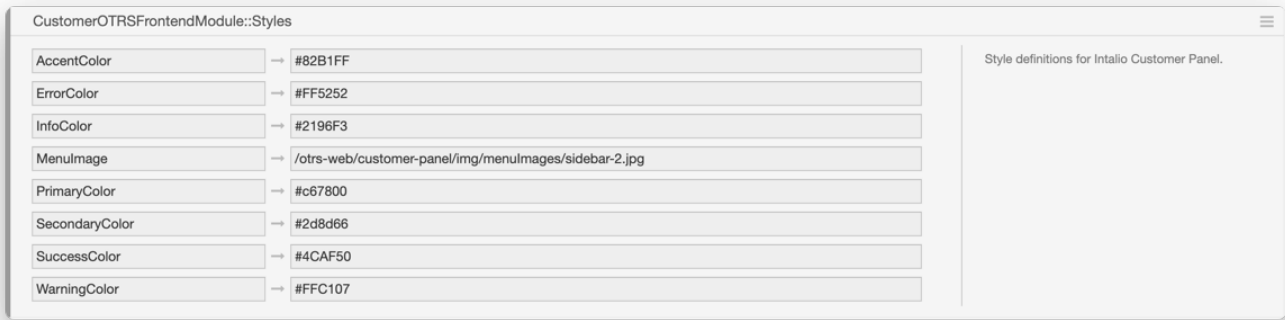 CustomerOTRSFrontendModule::Styles
AccentColor → #82B1FF
Style definitions for Intalio Customer Panel.
ErrorColor → #FF5252
InfoColor → #2196F3
MenuImage → /otrs-web/customer-panel/img/menuImages/sidebar-2.jpg
PrimaryColor → #c67800
SecondaryColor → #2d8d66
SuccessColor → #4CAF50
WarningColor → #FFC107